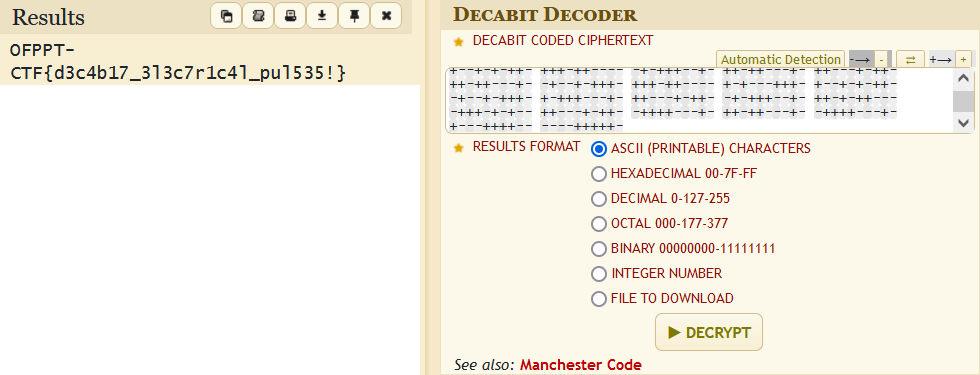 Results
OFPPT-
CTF{d3c4b17_3l3c7r1c4l_pul535!}
DECABIT DECODER
DECABIT CODED CIPHERTEXT
Automatic Detection -→ - ⇄ +→ +
RESULTS FORMAT ASCII (PRINTABLE) CHARACTERS
HEXADECIMAL 00-7F-FF
DECIMAL 0-127-255
OCTAL 000-177-377
BINARY 00000000-11111111
INTEGER NUMBER
FILE TO DOWNLOAD
▶ DECRYPT
See also: Manchester Code